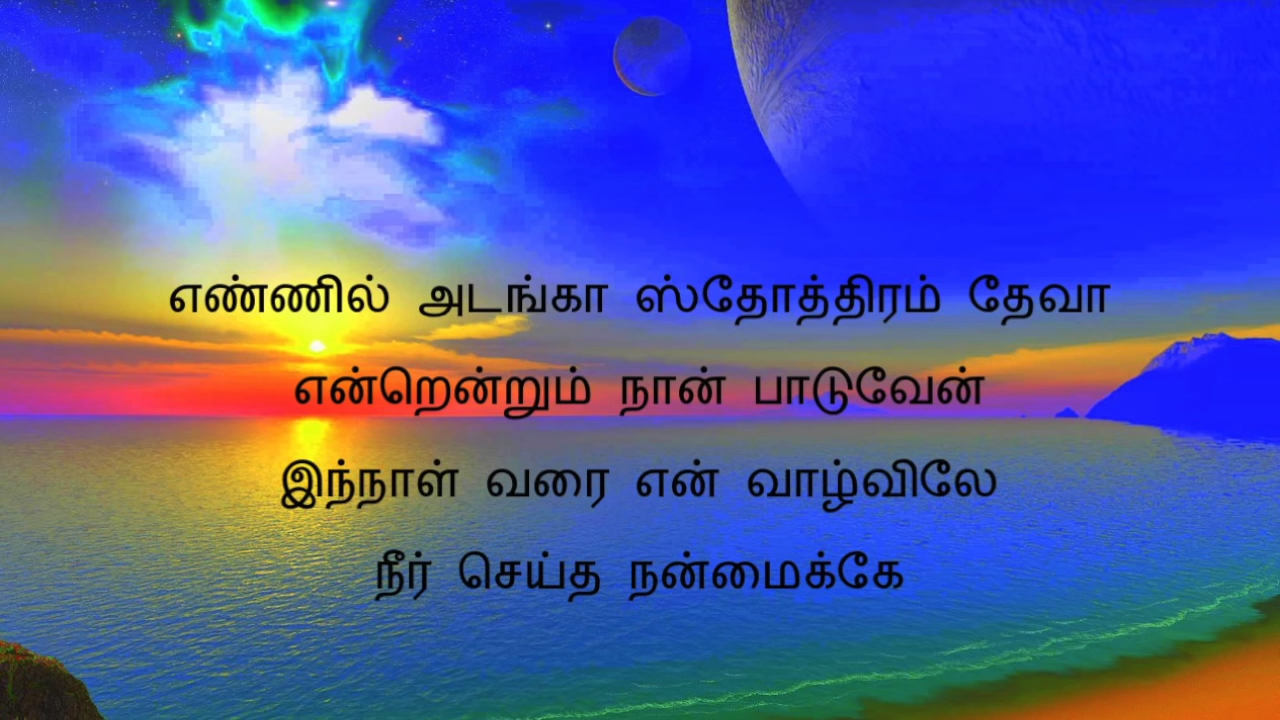 எண்ணில் அடங்கா ஸ்தோத்திரம் தேவா
என்றென்றும் நான் பாடுவேன்
இந்நாள் வரை என் வாழ்விலே
நீர் செய்த நன்மைக்கே